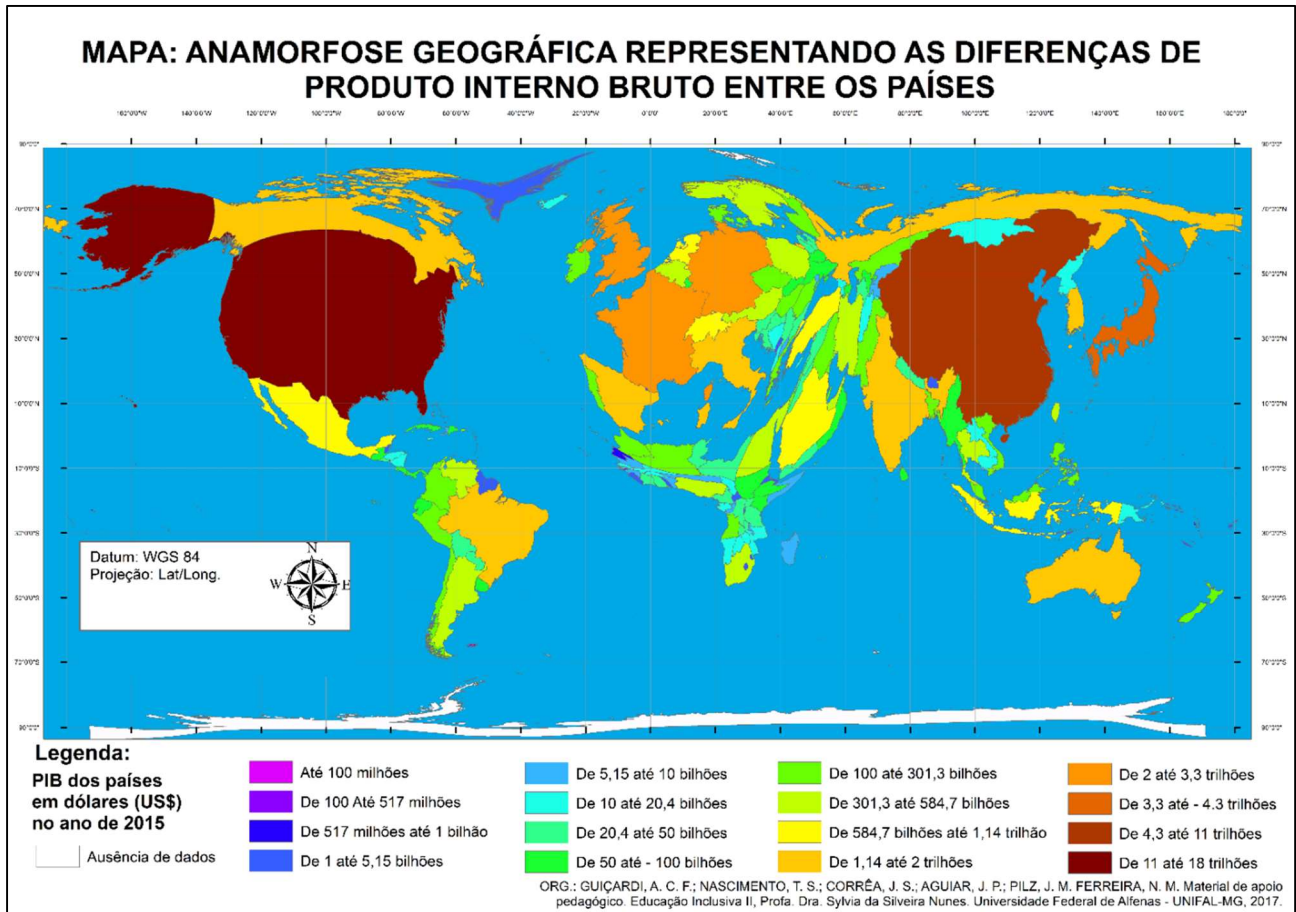 MAPA: ANAMORFOSE GEOGRÁFICA REPRESENTANDO AS DIFERENÇAS DE
PRODUTO INTERNO BRUTO ENTRE OS PAÍSES
Datum: WGS 84
Projeção: Lat/Long.
N
W E
S
Legenda:
PIB dos países
em dólares (US$)
no ano de 2015
Ausência de dados
Até 100 milhões
De 100 Até 517 milhões
De 517 milhões até 1 bilhão
De 1 até 5,15 bilhões
De 5,15 até 10 bilhões
De 10 até 20,4 bilhões
De 20,4 até 50 bilhões
De 50 até - 100 bilhões
De 100 até 301,3 bilhões
De 301,3 até 584,7 bilhões
De 584,7 bilhões até 1,14 trilhão
De 1,14 até 2 trilhões
De 2 até 3,3 trilhões
De 3,3 até - 4.3 trilhões
De 4,3 até 11 trilhões
De 11 até 18 trilhões
ORG.: GUIÇARDI, A. C. F.; NASCIMENTO, T. S.; CORRÊA, J. S.; AGUIAR, J. P.; PILZ, J. M. FERREIRA, N. M. Material de apoio
pedagógico. Educação Inclusiva II, Profa. Dra. Sylvia da Silveira Nunes. Universidade Federal de Alfenas - UNIFAL-MG, 2017.